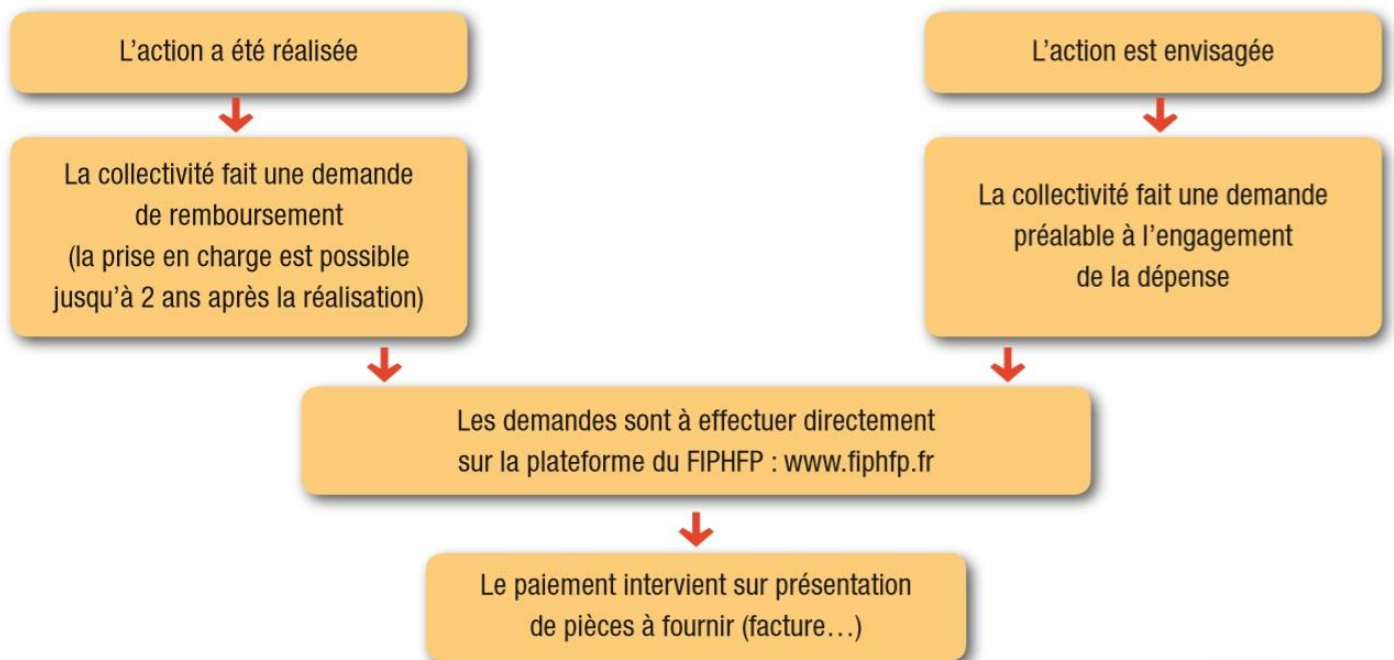 L’action a été réalisée
L’action est envisagée
La collectivité fait une demande
de remboursement
(la prise en charge est possible
jusqu’à 2 ans après la réalisation)
La collectivité fait une demande
préalable à l’engagement
de la dépense
Les demandes sont à effectuer directement
sur la plateforme du FIPHFP : www.fiphfp.fr
Le paiement intervient sur présentation
de pièces à fournir (facture…)